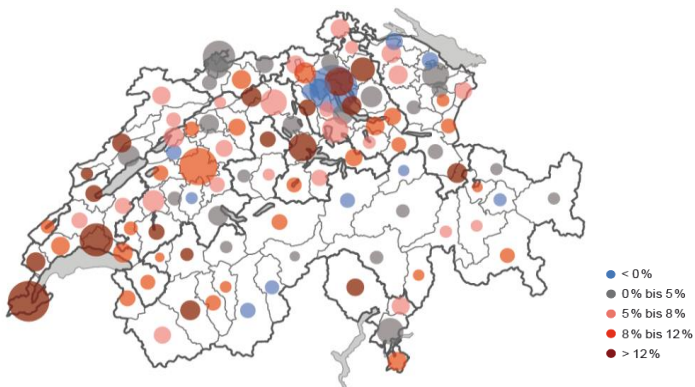 < 0 %
0 % bis 5 %
5 % bis 8 %
8 % bis 12 %
> 12 %